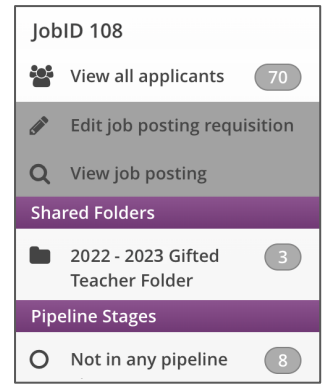 JobID 108
View all applicants 70
Edit job posting requisition
View job posting
Shared Folders
2022 - 2023 Gifted 3
Teacher Folder
Pipeline Stages
Not in any pipeline 8